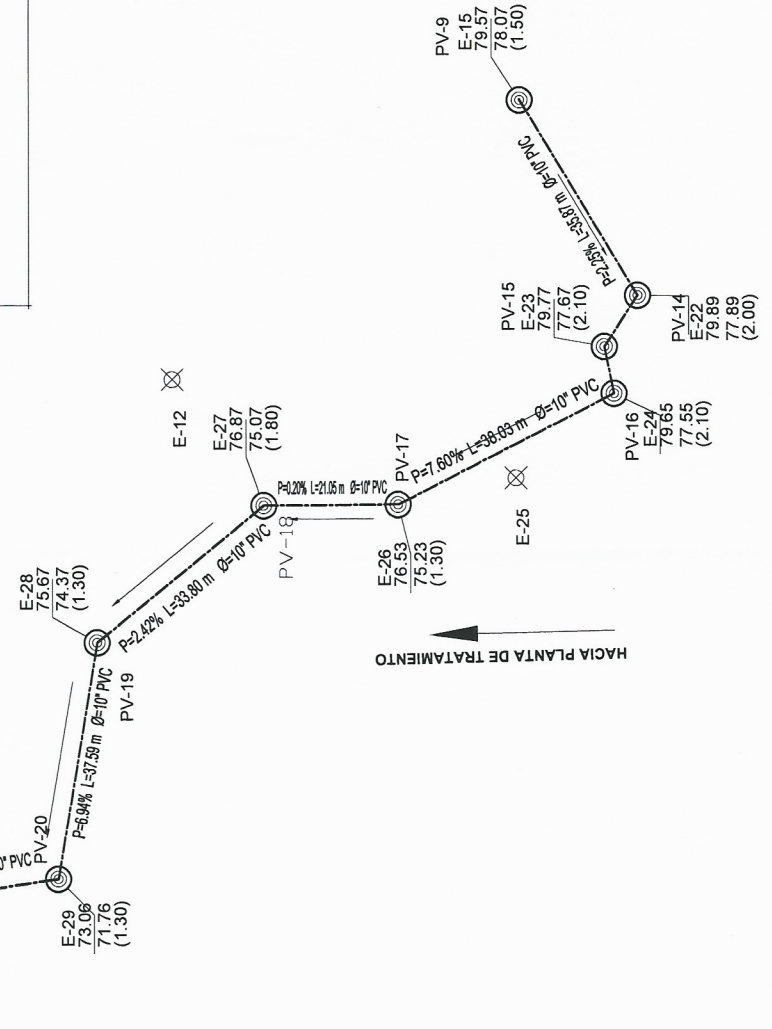 PV-9
E-15
79.57
78.07
(1.50)
P=2.25% L=35.87 m Ø=10" PVC
PV-15
E-23
79.77
77.67
(2.10)
PV-14
E-22
79.89
77.89
(2.00)
PV-16
E-24
79.65
77.55
(2.10)
P=7.60% L=38.03 m Ø=10" PVC
E-12
E-25
PV-17
E-26
76.53
75.23
(1.30)
P=0.20% L=21.05 m Ø=10" PVC
E-27
76.87
75.07
(1.80)
PV-18
P=2.42% L=33.80 m Ø=10" PVC
HACIA PLANTA DE TRATAMIENTO
E-28
75.67
74.37
(1.30)
PV-19
P=6.94% L=37.59 m Ø=10" PVC
PV-20
E-29
73.06
71.76
(1.30)
0" PVC